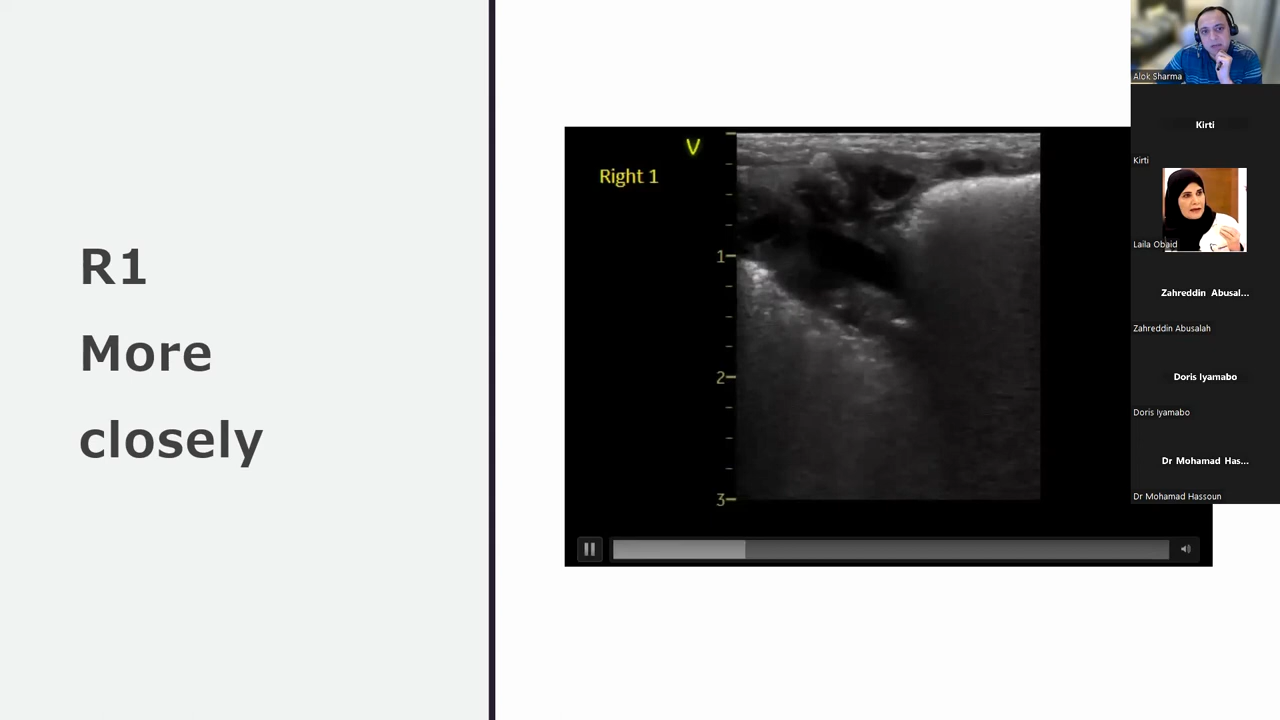 R1
More
closely
V
Right 1
1
2
3
Alok Sharma
Kirti
Kirti
Laila Obaid
Zahreddin Abusal...
Zahreddin Abusalah
Doris Iyamabo
Doris Iyamabo
Dr Mohamad Has...
Dr Mohamad Hassoun